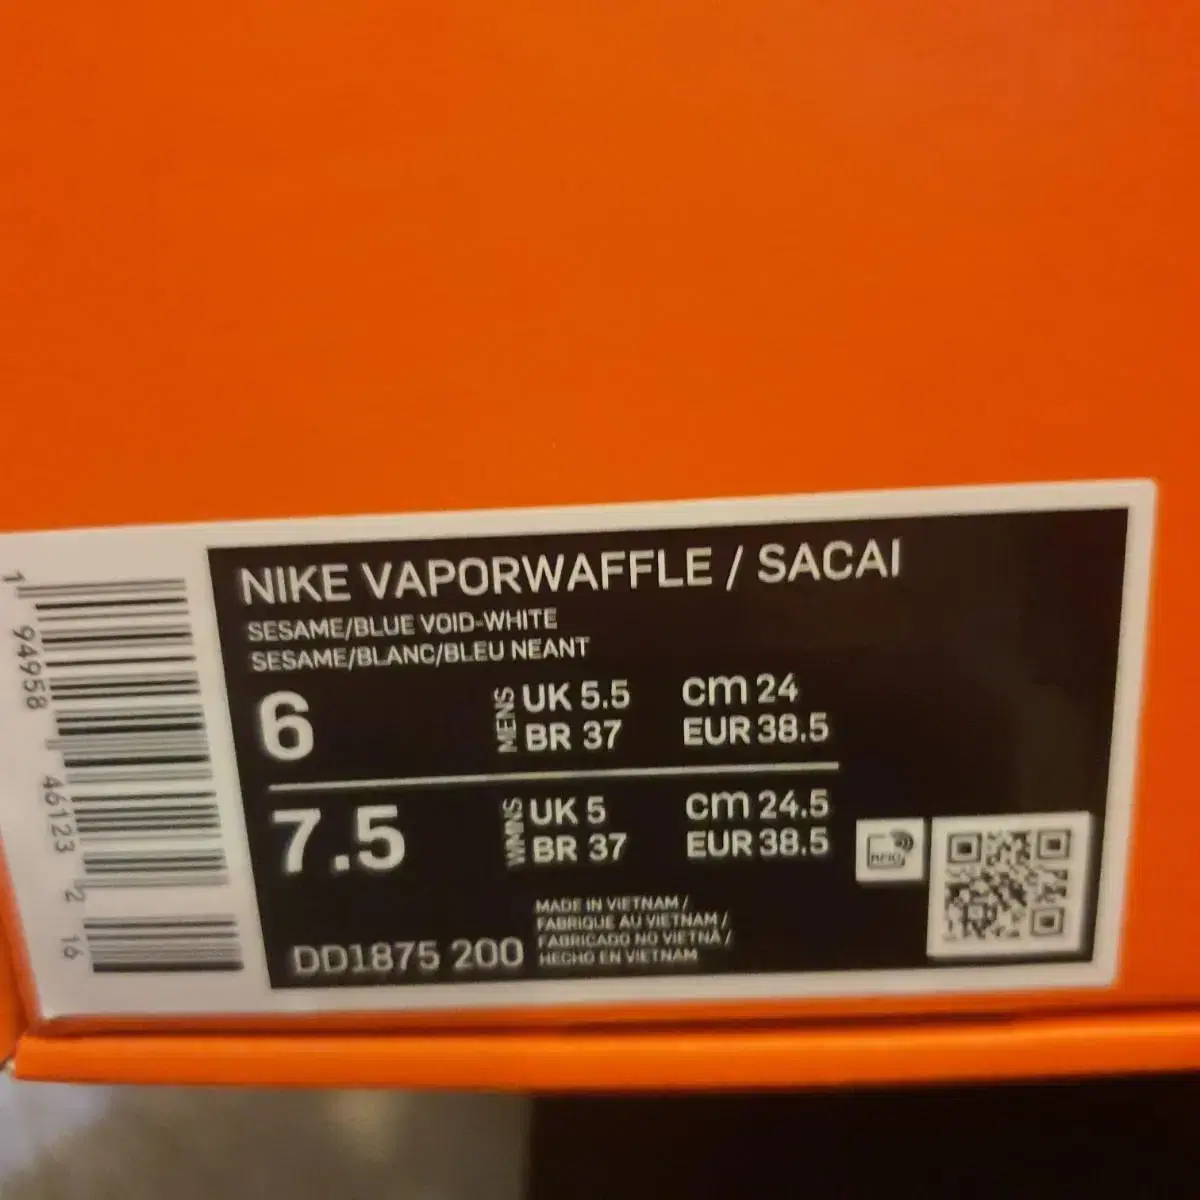 NIKE VAPORWAFFLE / SACAI
SESAME/BLUE VOID-WHITE
SESAME/BLANC/BLEU NEANT
6 MENS UK 5.5 cm 24
BR 37 EUR 38.5
7.5 WMNS UK 5 cm 24.5
BR 37 EUR 38.5
RFID
MADE IN VIETNAM /
FABRIQUE AU VIETNAM /
FABRICADO NO VIETNÃ /
HECHO EN VIETNAM
DD1875 200
1 94958 46123 2 16